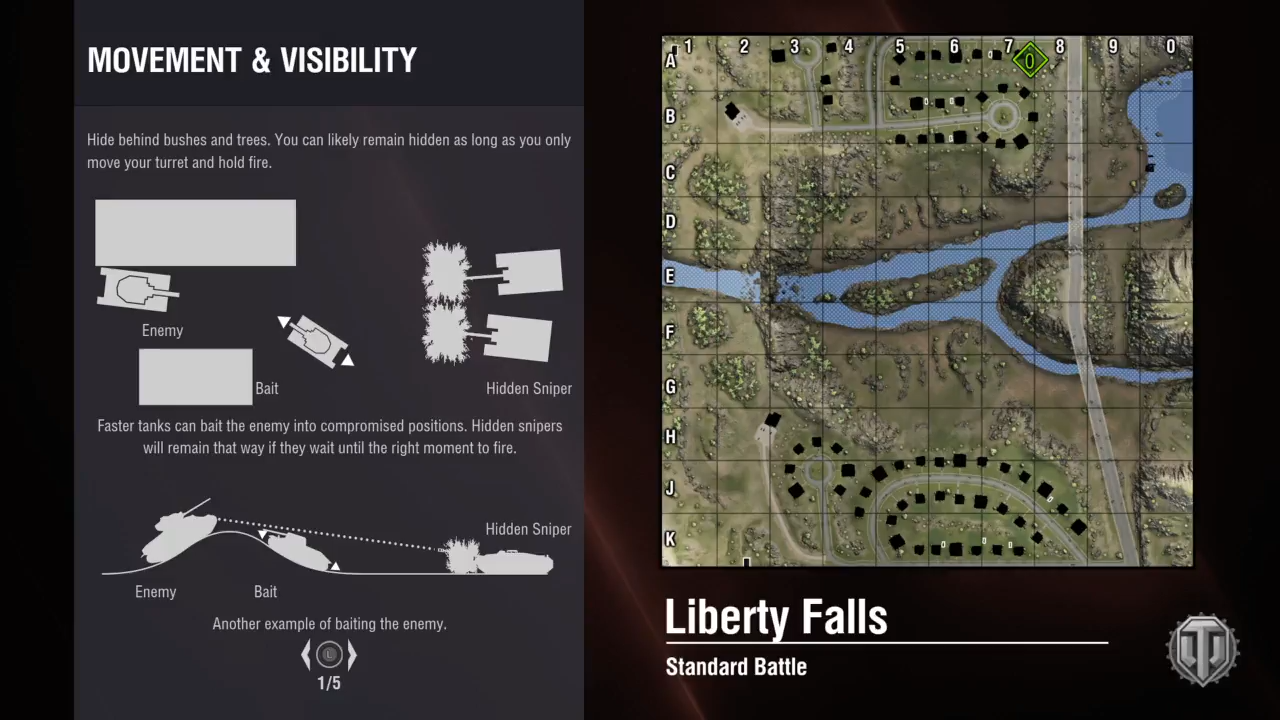 MOVEMENT & VISIBILITY
Hide behind bushes and trees. You can likely remain hidden as long as you only
move your turret and hold fire.
Enemy
Bait
Hidden Sniper
Faster tanks can bait the enemy into compromised positions. Hidden snipers
will remain that way if they wait until the right moment to fire.
Hidden Sniper
Enemy
Bait
Another example of baiting the enemy.
L
1/5
1 2 3 4 5 6 7 8 9 0
A
0
B
C
D
E
F
G
H
J
K
Liberty Falls
Standard Battle